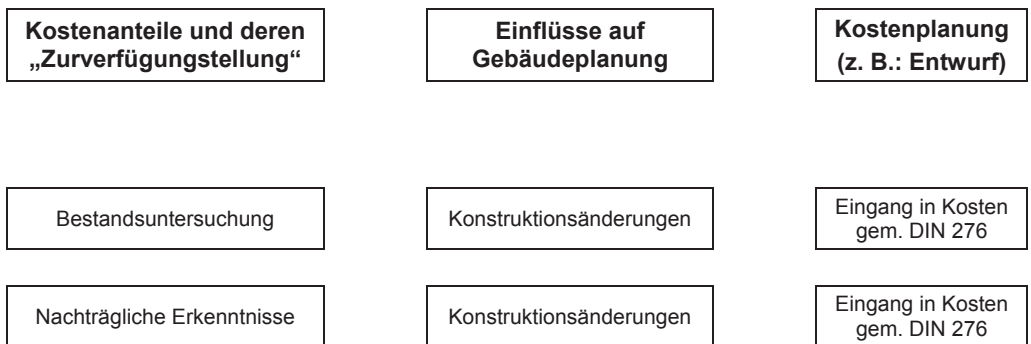 Kostenanteile und deren
„Zurverfügungstellung“
Einflüsse auf
Gebäudeplanung
Kostenplanung
(z. B.: Entwurf)
Bestandsuntersuchung
Konstruktionsänderungen
Eingang in Kosten
gem. DIN 276
Nachträgliche Erkenntnisse
Konstruktionsänderungen
Eingang in Kosten
gem. DIN 276